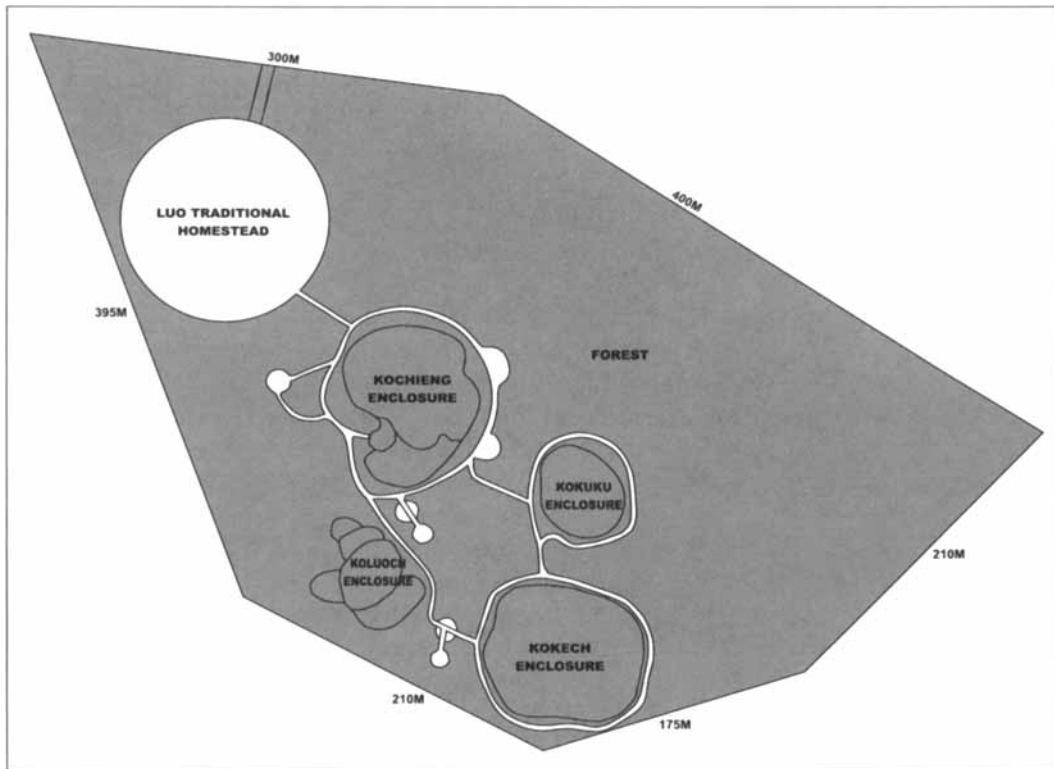 300M
400M
LUO TRADITIONAL
HOMESTEAD
395M
FOREST
KOCHIENG
ENCLOSURE
KOKUKU
ENCLOSURE
KOLUOCH
ENCLOSURE
210M
KOKECH
ENCLOSURE
210M
175M